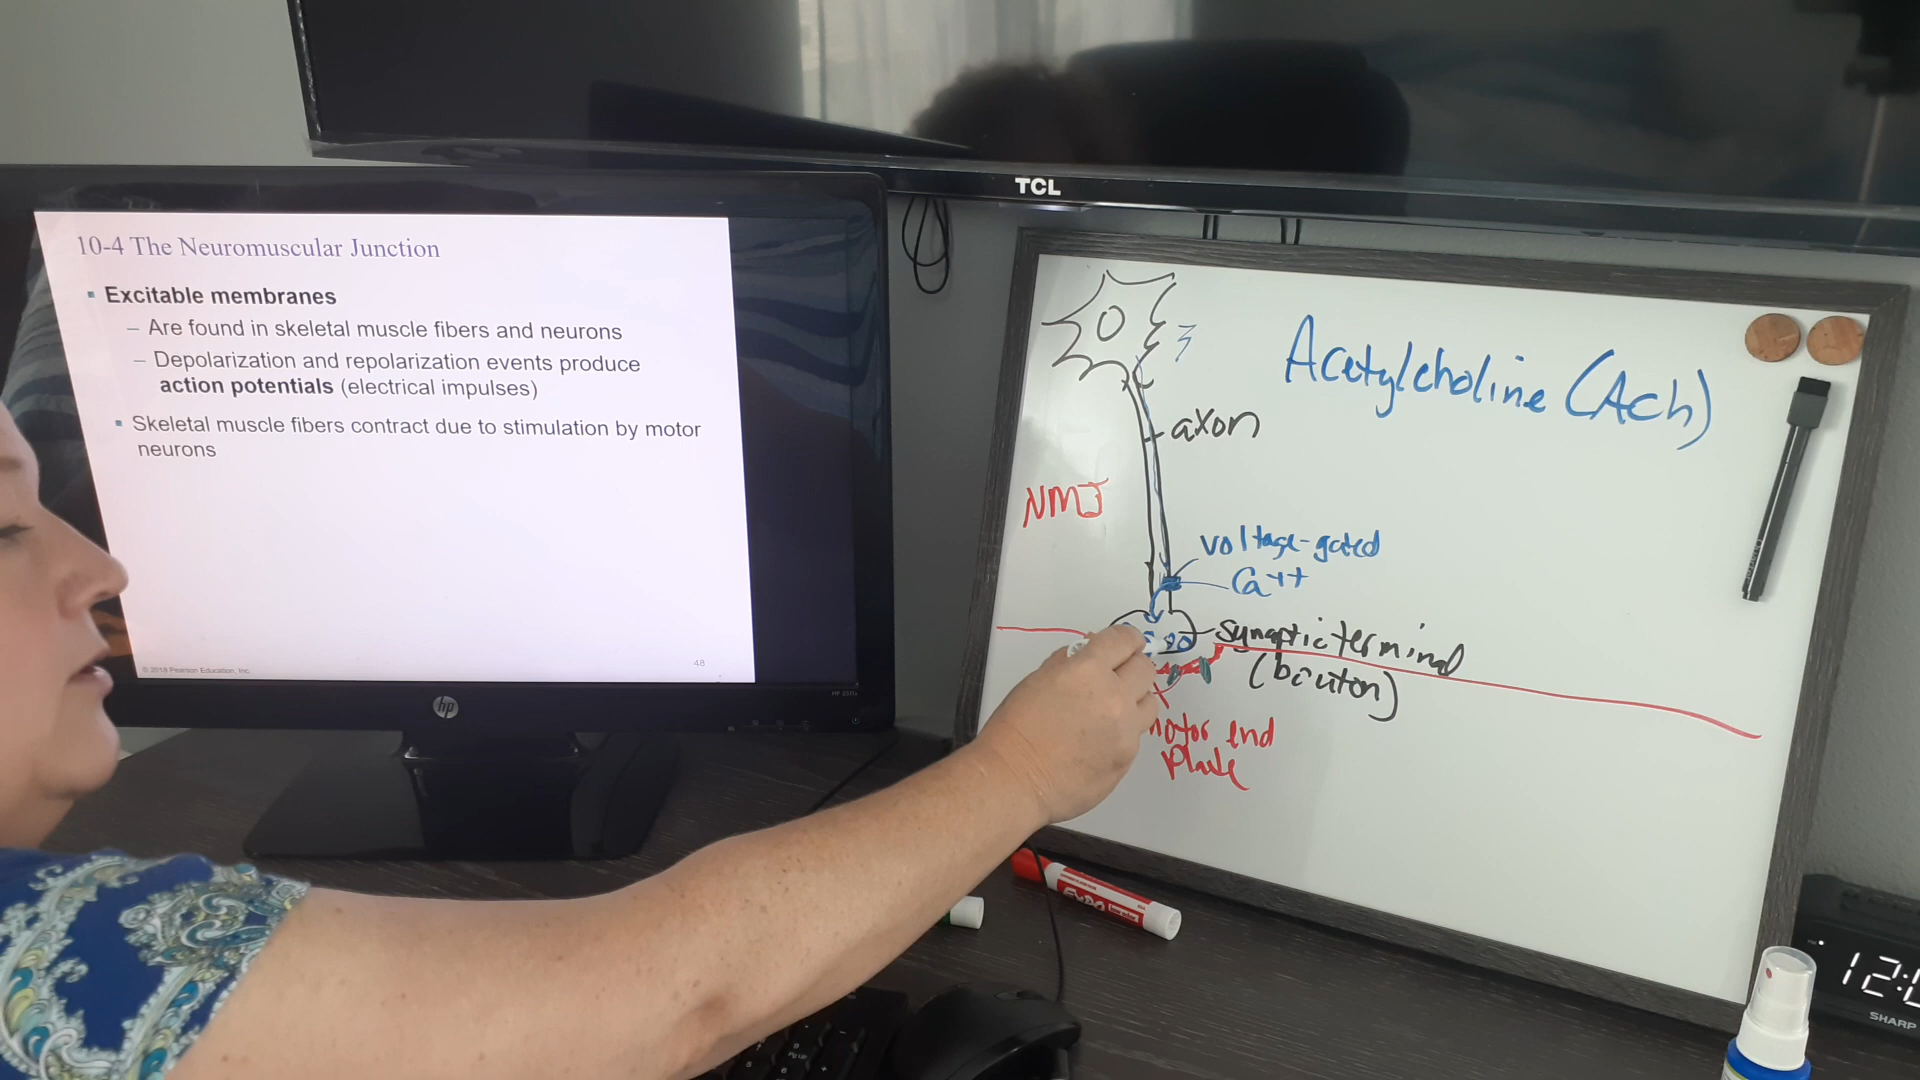 TCL
10-4 The Neuromuscular Junction
Excitable membranes
– Are found in skeletal muscle fibers and neurons
– Depolarization and repolarization events produce
action potentials (electrical impulses)
Skeletal muscle fibers contract due to stimulation by motor
neurons
© 2018 Pearson Education, Inc.
48
hp
Acetylcholine (ACh)
axon
NMJ
voltage-gated
Ca++
synaptic terminal
(bouton)
motor end
plate
EXPO
SHARP